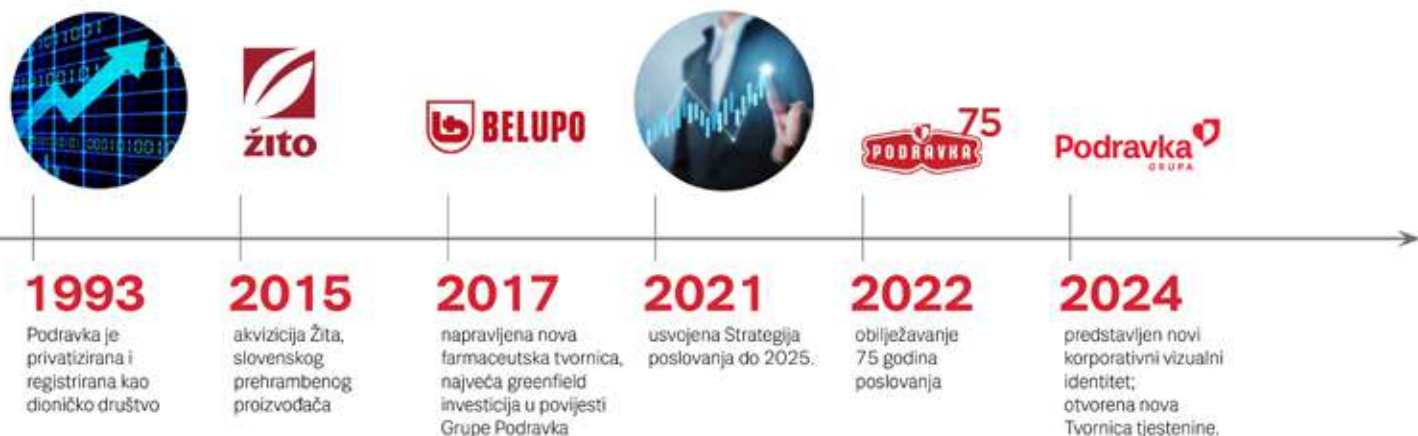 žito
BELUPO
75
PODRAVKA
Podravka
GRUPA
1993
Podravka je
privatizirana i
registrirana kao
dioničko društvo
2015
akvizicija Žita,
slovenskog
prehrambenog
proizvođača
2017
napravljena nova
farmaceutska tvornica,
najveća greenfield
investicija u povijesti
Grupe Podravka
2021
usvojena Strategija
poslovanja do 2025.
2022
obilježavanje
75 godina
poslovanja
2024
predstavljen novi
korporativni vizualni
identitet;
otvorena nova
Tvornica tjestenine.